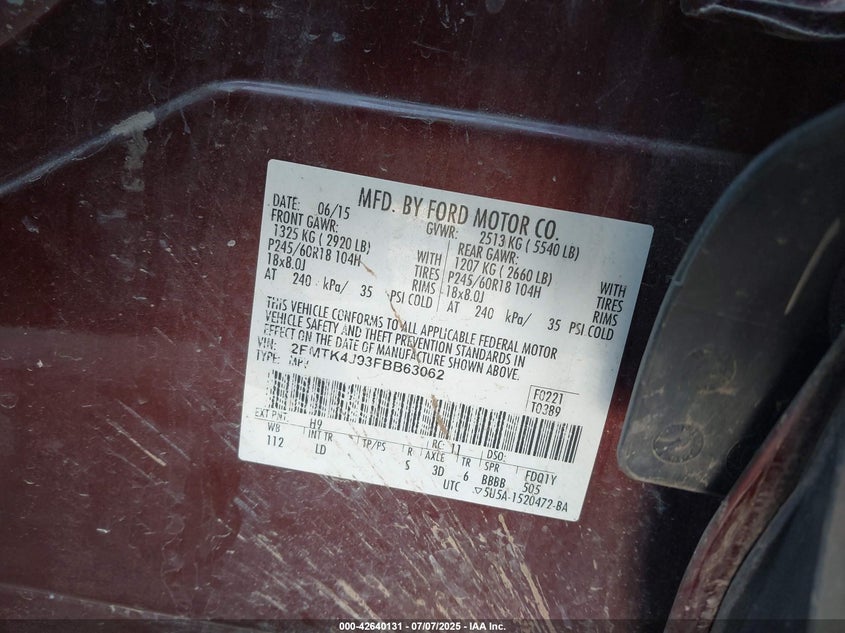 MFD. BY FORD MOTOR CO.
DATE: 06/15 GVWR: 2513 KG ( 5540 LB)
FRONT GAWR: REAR GAWR:
1325 KG ( 2920 LB) 1207 KG ( 2660 LB)
P245/60R18 104H WITH TIRES P245/60R18 104H WITH TIRES
18x8.0J RIMS 18x8.0J RIMS
AT 240 kPa/ 35 PSI COLD AT 240 kPa/ 35 PSI COLD
THIS VEHICLE CONFORMS TO ALL APPLICABLE FEDERAL MOTOR
VEHICLE SAFETY AND THEFT PREVENTION STANDARDS IN
EFFECT ON THE DATE OF MANUFACTURE SHOWN ABOVE.
VIN: 2FMTK4J93FBB63062
TYPE: MPV
F0221
T0389
EXT PNT: H9 RC: 11 DSO:
WB INT TR TP/PS R AXLE TR SPR FDQ1Y
112 LD S 3D 6 BBBB 505
UTC ▽5U5A-1520472-BA
000-42640131 - 07/07/2025 - IAA Inc.